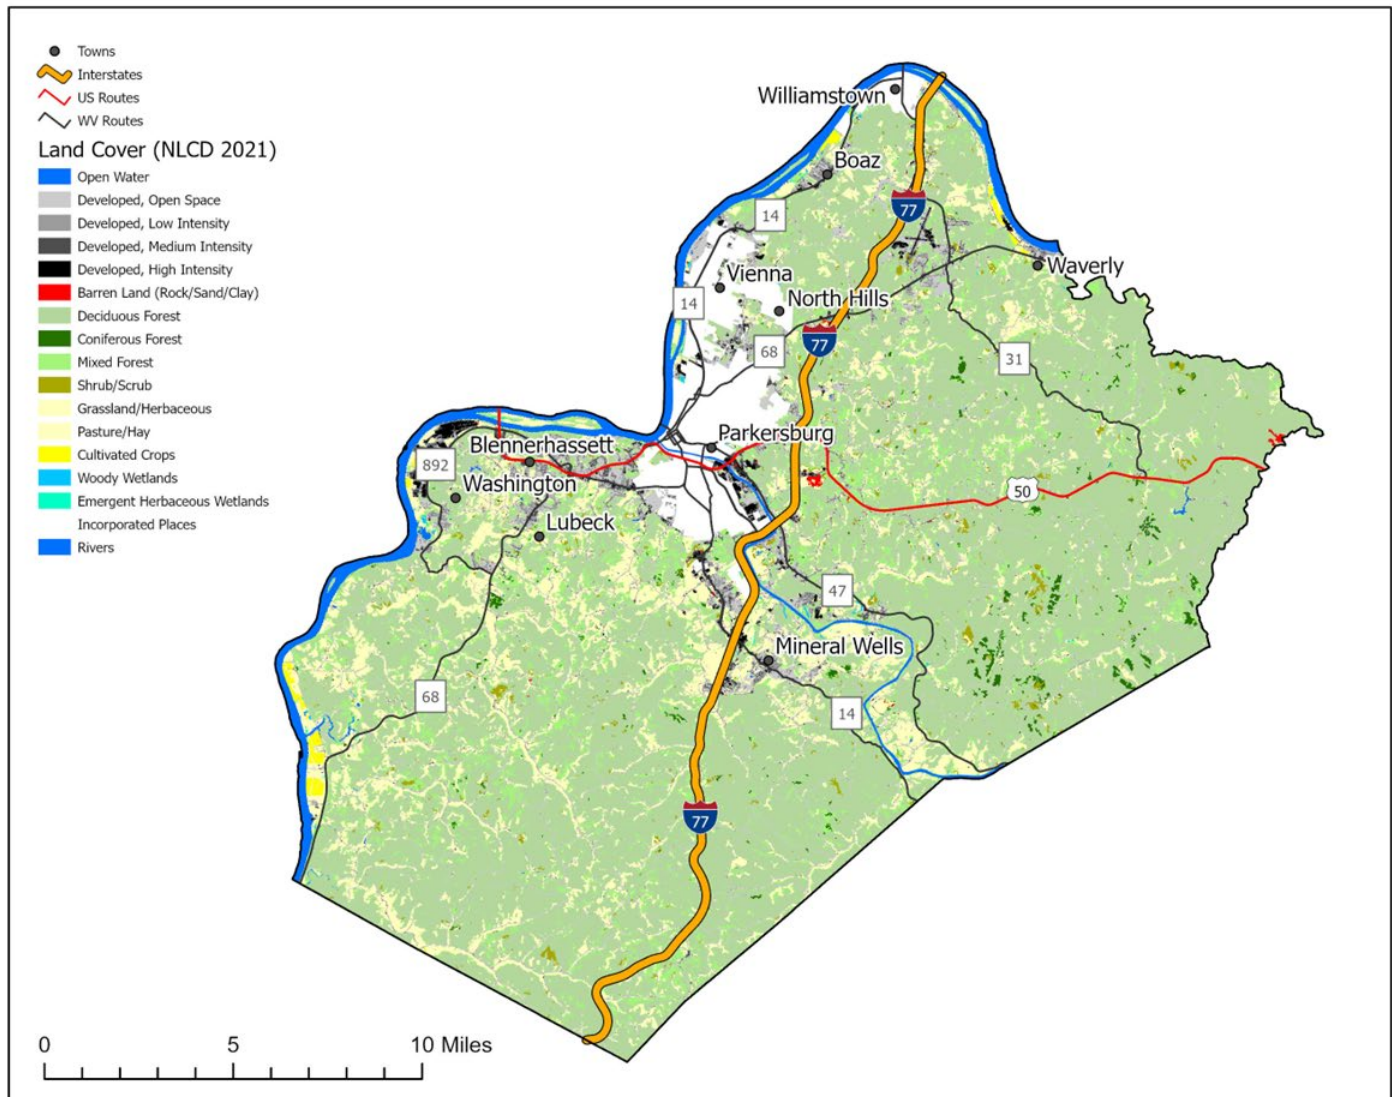 Towns
Interstates
US Routes
WV Routes
Land Cover (NLCD 2021)
Open Water
Developed, Open Space
Developed, Low Intensity
Developed, Medium Intensity
Developed, High Intensity
Barren Land (Rock/Sand/Clay)
Deciduous Forest
Coniferous Forest
Mixed Forest
Shrub/Scrub
Grassland/Herbaceous
Pasture/Hay
Cultivated Crops
Woody Wetlands
Emergent Herbaceous Wetlands
Incorporated Places
Rivers
Williamstown
Boaz
77
14
Waverly
Vienna
14
North Hills
77
68
31
Parkersburg
Blennerhassett
892
Washington
50
Lubeck
47
Mineral Wells
68
14
77
0 5 10 Miles